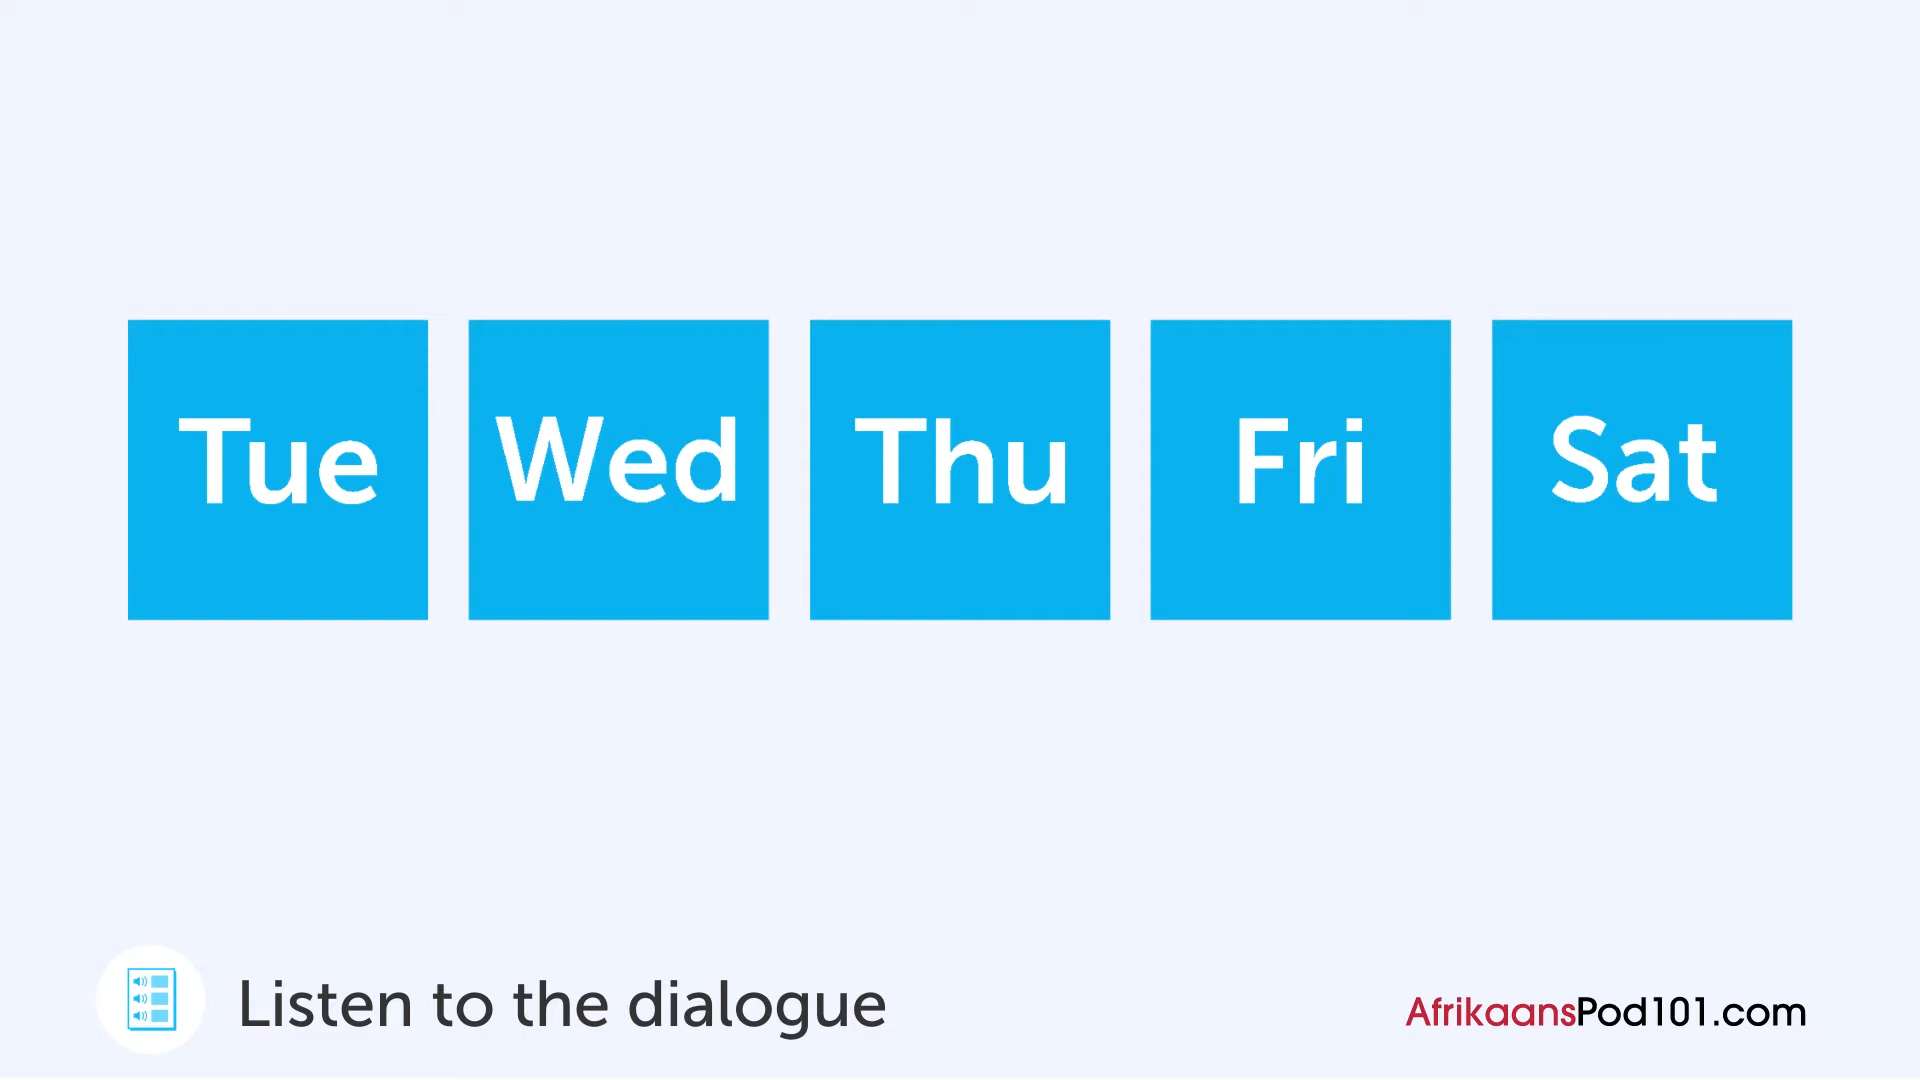 Tue Wed Thu Fri Sat
Listen to the dialogue
AfrikaansPod101.com